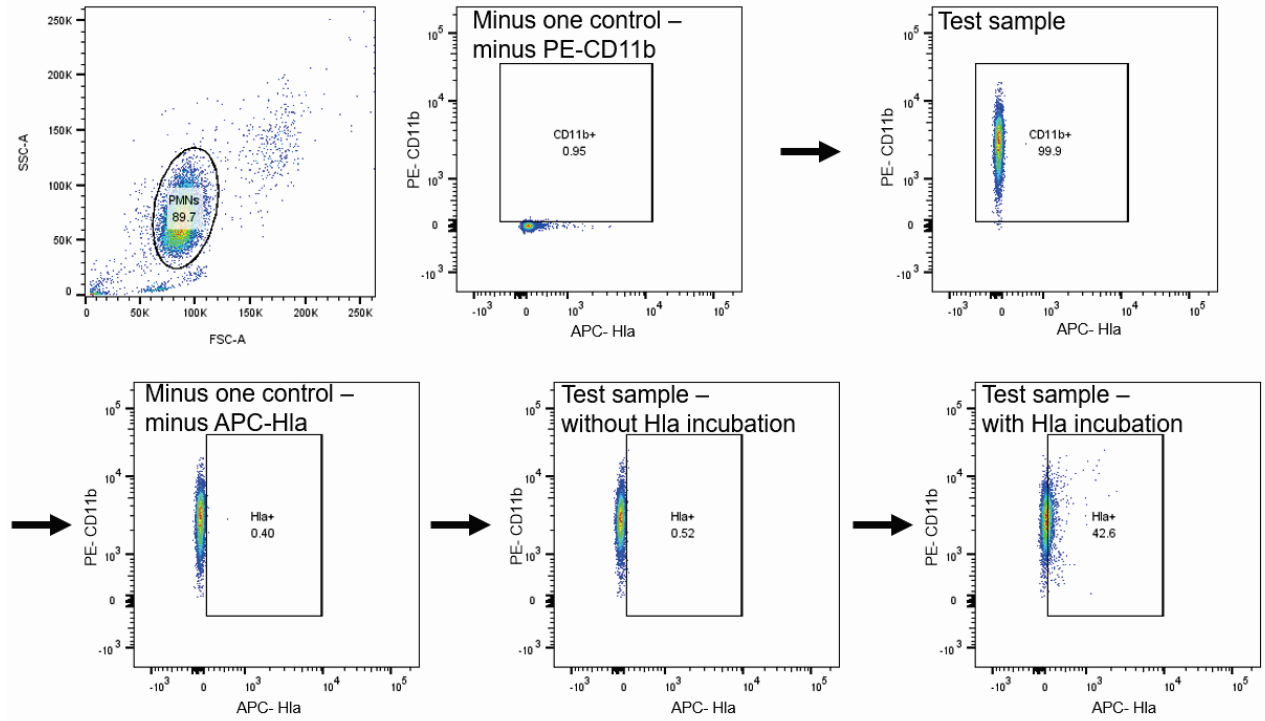 250K
200K
150K
100K
50K
0
SSC-A
PMNs
89.7
0
50K
100K
150K
200K
250K
FSC-A
Minus one control –
minus PE-CD11b
10^5
10^4
10^3
0
-10^3
PE- CD11b
CD11b+
0.95
-10^3
0
10^3
10^4
10^5
APC- Hla
Test sample
10^5
10^4
10^3
0
-10^3
PE- CD11b
CD11b+
99.9
-10^3
0
10^3
10^4
10^5
APC- Hla
Minus one control –
minus APC-Hla
10^5
10^4
10^3
0
-10^3
PE- CD11b
Hla+
0.40
-10^3
0
10^3
10^4
10^5
APC- Hla
Test sample –
without Hla incubation
10^5
10^4
10^3
0
-10^3
PE- CD11b
Hla+
0.52
-10^3
0
10^3
10^4
10^5
APC- Hla
Test sample –
with Hla incubation
10^5
10^4
10^3
0
-10^3
PE- CD11b
Hla+
42.6
-10^3
0
10^3
10^4
10^5
APC- Hla